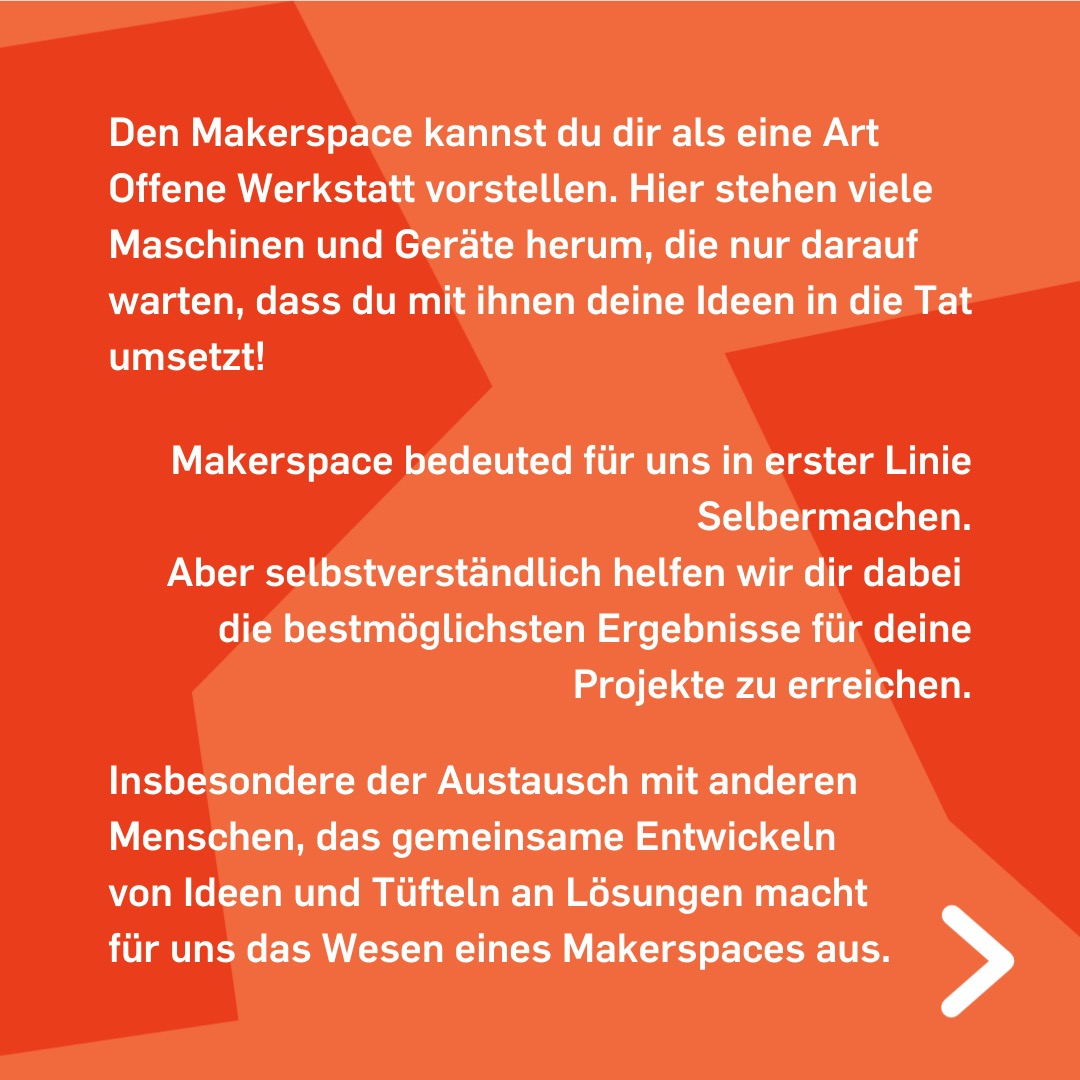 Den Makerspace kannst du dir als eine Art
Offene Werkstatt vorstellen. Hier stehen viele
Maschinen und Geräte herum, die nur darauf
warten, dass du mit ihnen deine Ideen in die Tat
umsetzt!
Makerspace bedeuted für uns in erster Linie
Selbermachen.
Aber selbstverständlich helfen wir dir dabei
die bestmöglichsten Ergebnisse für deine
Projekte zu erreichen.
Insbesondere der Austausch mit anderen
Menschen, das gemeinsame Entwickeln
von Ideen und Tüfteln an Lösungen macht
für uns das Wesen eines Makerspaces aus.